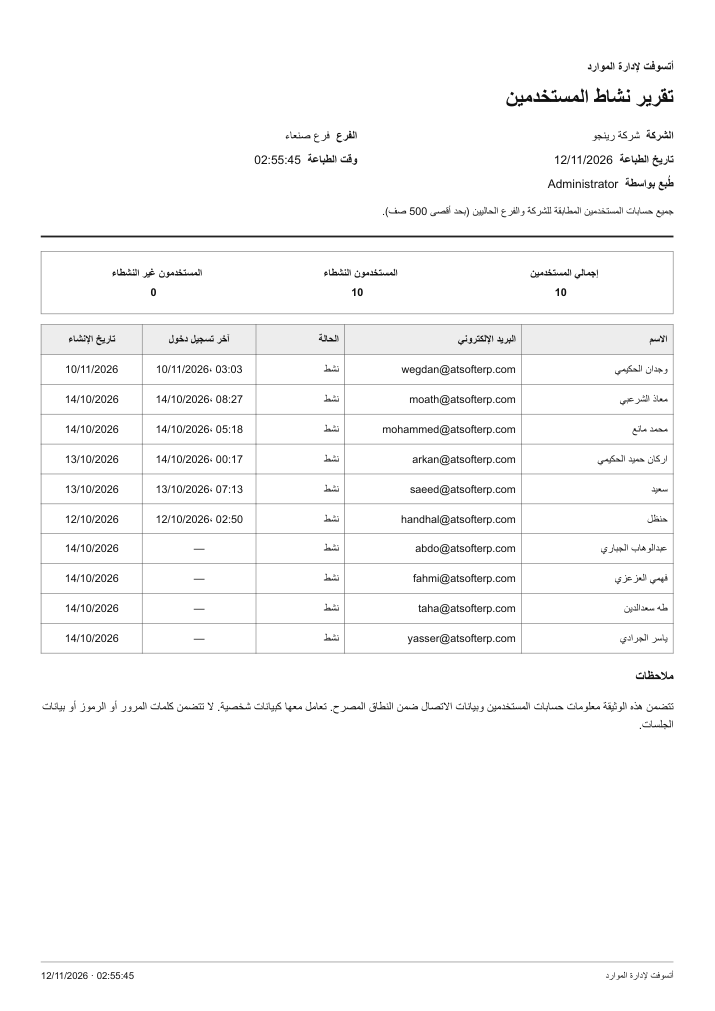 أتسوفت لإدارة الموارد
تقرير نشاط المستخدمين
الشركة شركة رينجو الفرع فرع صنعاء
تاريخ الطباعة 12/11/2026 وقت الطباعة 02:55:45
طُبع بواسطة Administrator
جميع حسابات المستخدمين المطابقة للشركة والفرع الحاليين (بحد أقصى 500 صف).
إجمالي المستخدمين المستخدمون النشطاء المستخدمون غير النشطاء
10 10 0
الاسم البريد الإلكتروني الحالة آخر تسجيل دخول تاريخ الإنشاء
وجدان الحكيمي wegdan@atsofterp.com نشط 10/11/2026، 03:03 10/11/2026
معاذ الشرعبي moath@atsofterp.com نشط 14/10/2026، 08:27 14/10/2026
محمد مانع mohammed@atsofterp.com نشط 14/10/2026، 05:18 14/10/2026
اركان حميد الحكيمي arkan@atsofterp.com نشط 14/10/2026، 00:17 13/10/2026
سعيد saeed@atsofterp.com نشط 13/10/2026، 07:13 13/10/2026
حنظل handhal@atsofterp.com نشط 12/10/2026، 02:50 12/10/2026
عبدالوهاب الجباري abdo@atsofterp.com نشط — 14/10/2026
فهمي العزعزي fahmi@atsofterp.com نشط — 14/10/2026
طه سعدالدين taha@atsofterp.com نشط — 14/10/2026
ياسر الجرادي yasser@atsofterp.com نشط — 14/10/2026
ملاحظات
تتضمن هذه الوثيقة معلومات حسابات المستخدمين وبيانات الاتصال ضمن النطاق المصرح. تعامل معها كبيانات شخصية. لا تتضمن كلمات المرور أو الرموز أو بيانات
الجلسات.
أتسوفت لإدارة الموارد 12/11/2026 · 02:55:45